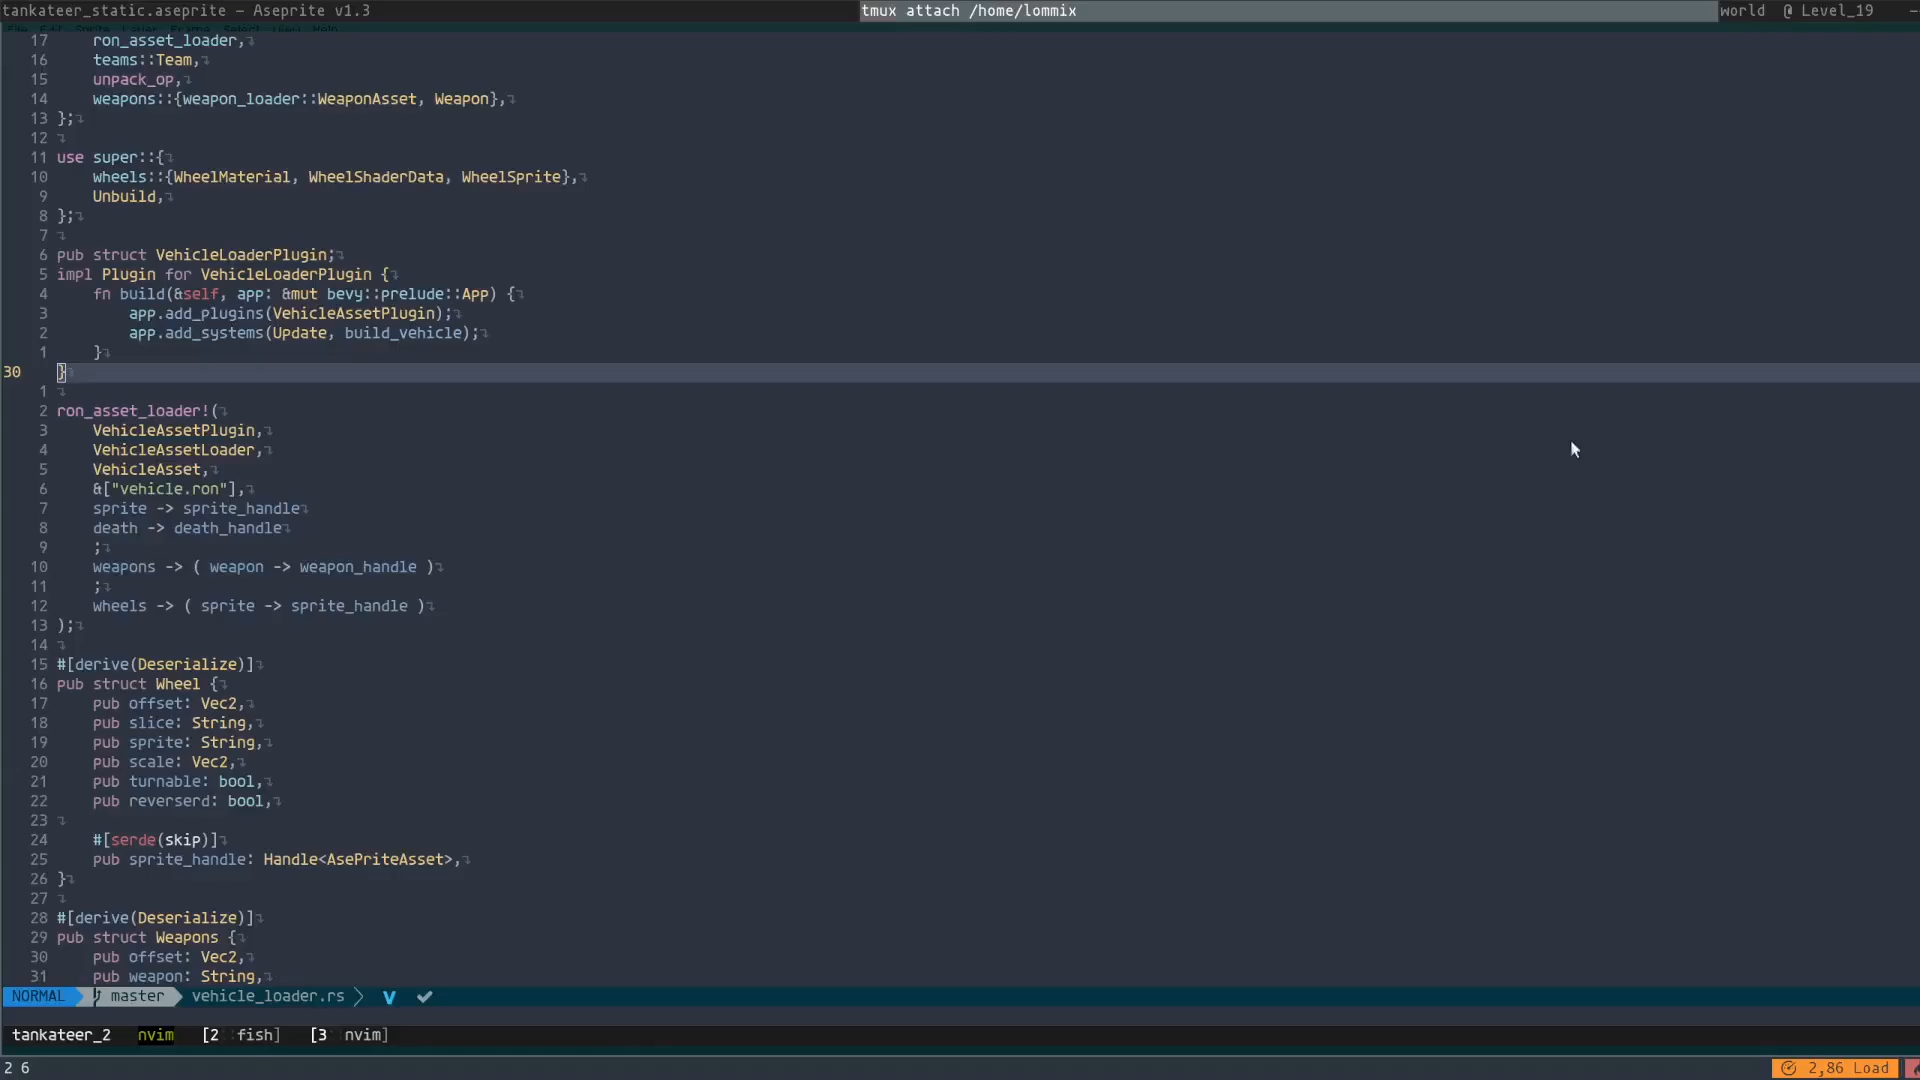 tankateer_static.aseprite — Aseprite v1.3
tmux attach /home/lommix
world @ Level_19
17 ron_asset_loader,
16 teams::Team,
15 unpack_op,
14 weapons::{weapon_loader::WeaponAsset, Weapon},
13 };
12
11 use super::{
10 wheels::{WheelMaterial, WheelShaderData, WheelSprite},
9 Unbuild,
8 };
7
6 pub struct VehicleLoaderPlugin;
5 impl Plugin for VehicleLoaderPlugin {
4 fn build(&self, app: &mut bevy::prelude::App) {
3 app.add_plugins(VehicleAssetPlugin);
2 app.add_systems(Update, build_vehicle);
1 }
30 }
1
2 ron_asset_loader!(
3 VehicleAssetPlugin,
4 VehicleAssetLoader,
5 VehicleAsset,
6 &["vehicle.ron"],
7 sprite -> sprite_handle
8 death -> death_handle
9 ;
10 weapons -> ( weapon -> weapon_handle )
11 ;
12 wheels -> ( sprite -> sprite_handle )
13 );
14
15 #[derive(Deserialize)]
16 pub struct Wheel {
17 pub offset: Vec2,
18 pub slice: String,
19 pub sprite: String,
20 pub scale: Vec2,
21 pub turnable: bool,
22 pub reverserd: bool,
23
24 #[serde(skip)]
25 pub sprite_handle: Handle<AsePriteAsset>,
26 }
27
28 #[derive(Deserialize)]
29 pub struct Weapons {
30 pub offset: Vec2,
31 pub weapon: String,
NORMAL master vehicle_loader.rs
tankateer_2 nvim [2 fish] [3 nvim]
2 6
2,86 Load